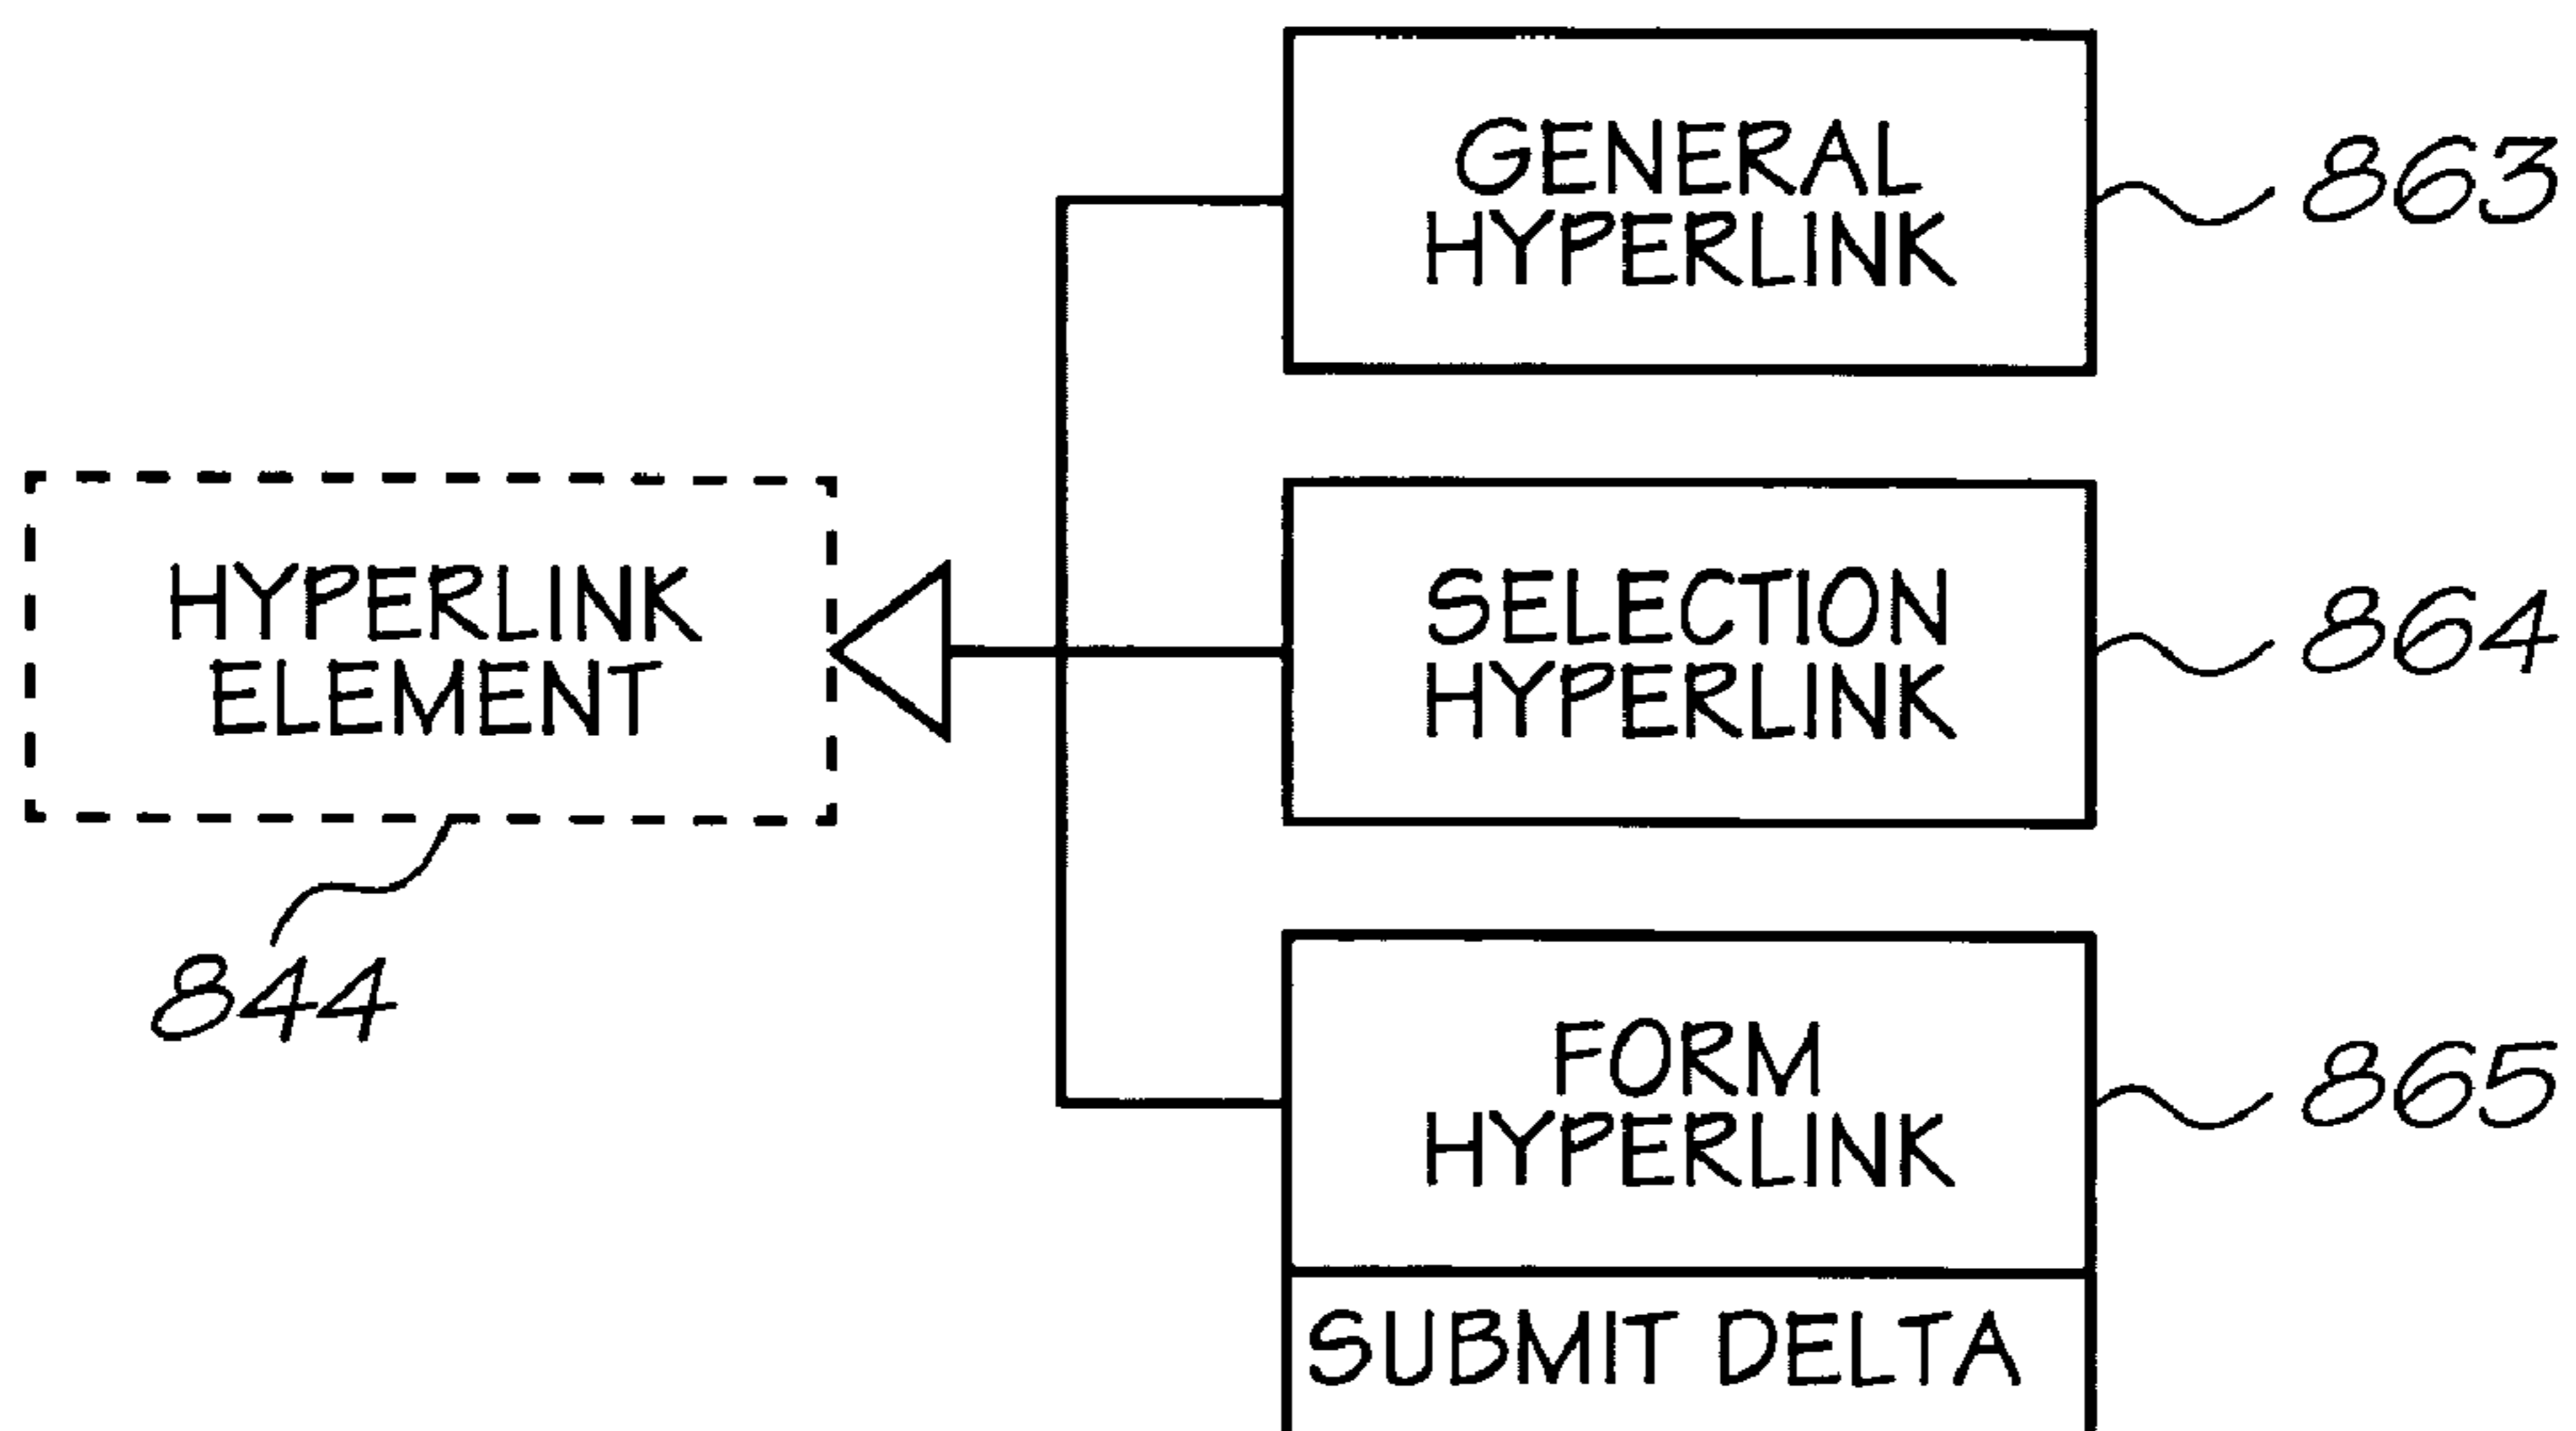 GENERAL
HYPERLINK
863
HYPERLINK
ELEMENT
844
SELECTION
HYPERLINK
864
FORM
HYPERLINK
865
SUBMIT DELTA